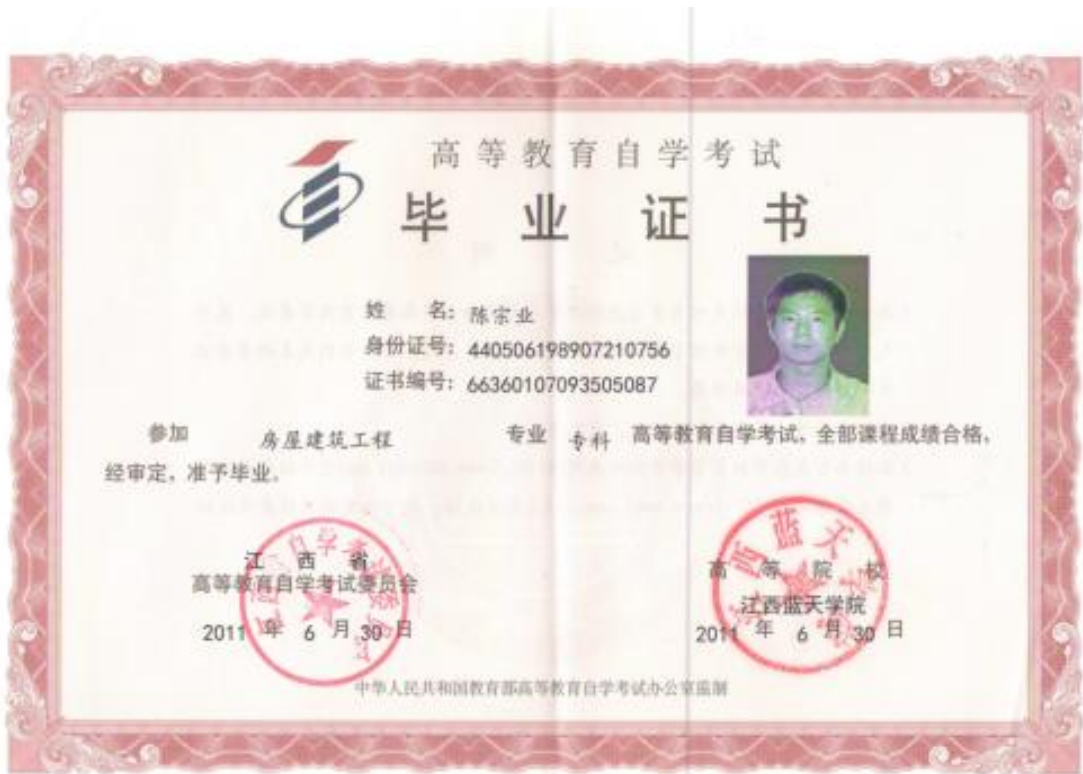 高等教育自学考试
毕业证书
姓 名: 陈宗业
身份证号: 440506198907210756
证书编号: 66360107093505087
参加 房屋建筑工程 专业 专科 高等教育自学考试，全部课程成绩合格，
经审定，准予毕业。
江西省
高等教育自学考试委员会
2011 年 6 月 30 日
江西蓝天学
高等院校
江西蓝天学院
2011 年 6 月 30 日
中华人民共和国教育部高等教育自学考试办公室监制